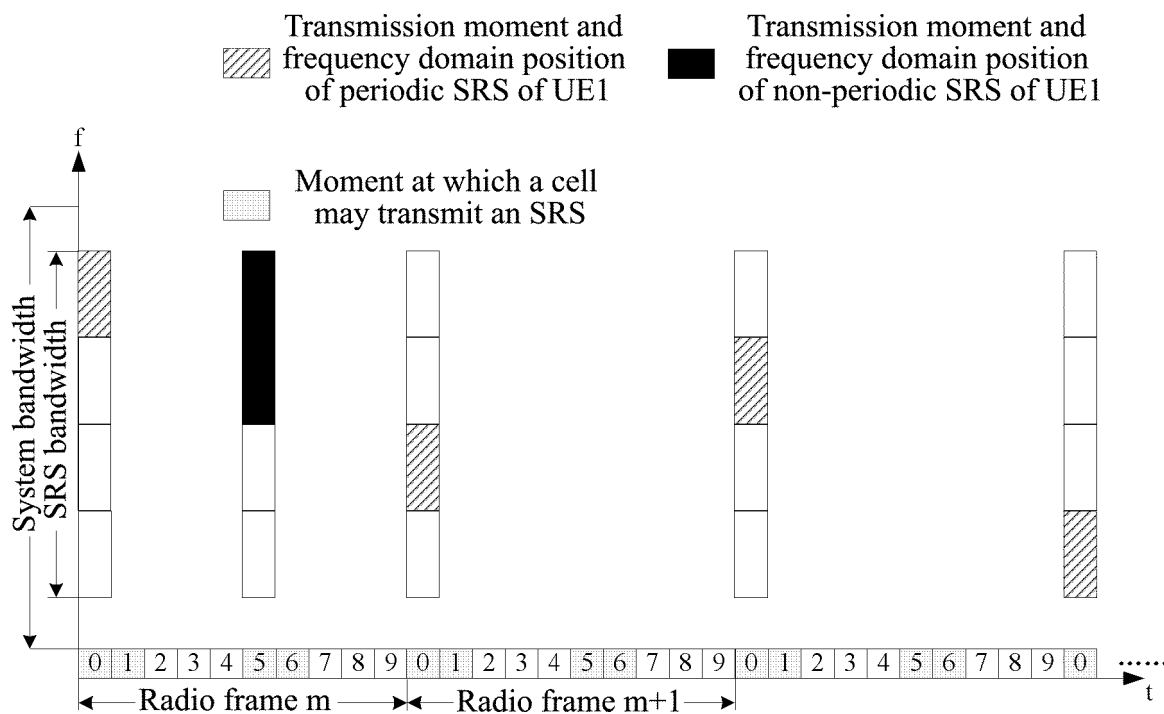 Transmission moment and
frequency domain position
of periodic SRS of UE1
Transmission moment and
frequency domain position
of non-periodic SRS of UE1
f
Moment at which a cell
may transmit an SRS
System bandwidth
SRS bandwidth
0 1 2 3 4 5 6 7 8 9 0 1 2 3 4 5 6 7 8 9 0 1 2 3 4 5 6 7 8 9 0 ......
Radio frame m
Radio frame m+1
t